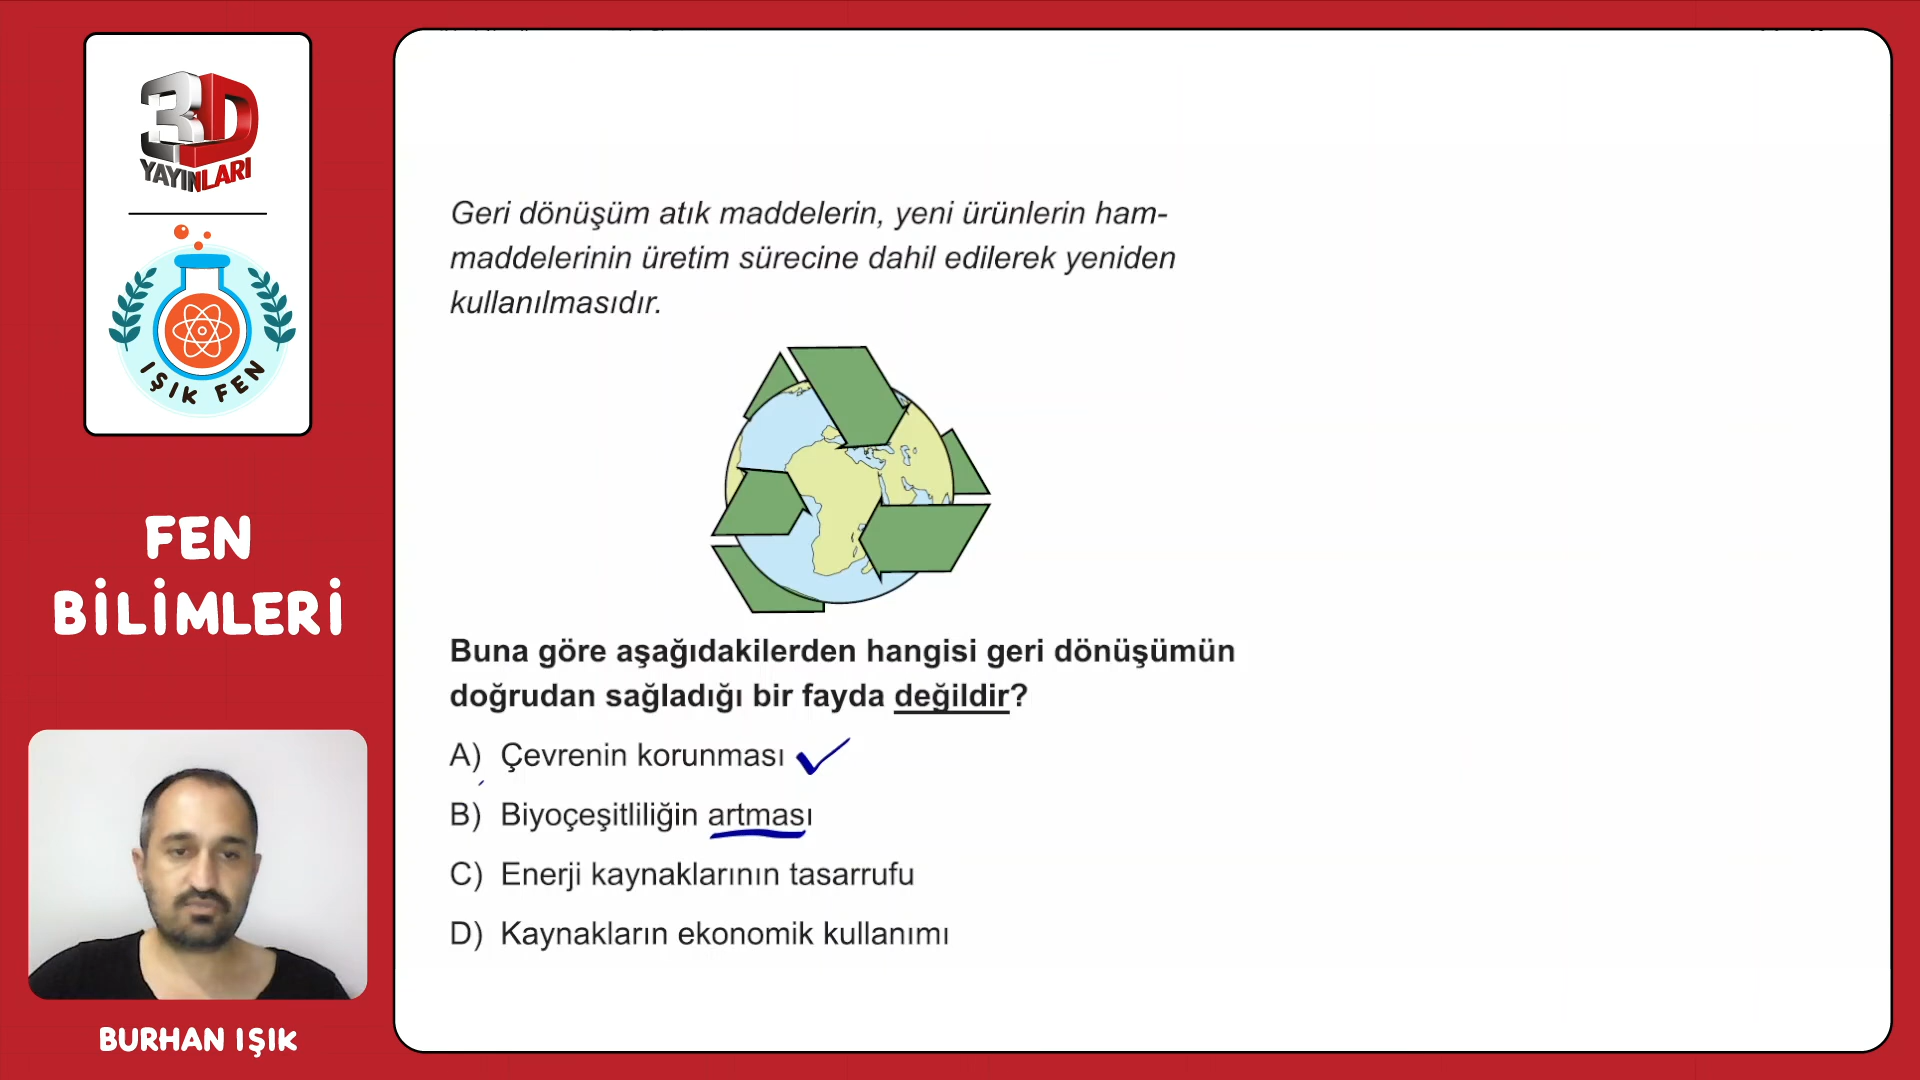 3D
YAYINLARI
IŞIK FEN
FEN
BİLİMLERİ
BURHAN IŞIK
Geri dönüşüm atık maddelerin, yeni ürünlerin ham-
maddelerinin üretim sürecine dahil edilerek yeniden
kullanılmasıdır.
Buna göre aşağıdakilerden hangisi geri dönüşümün
doğrudan sağladığı bir fayda değildir?
A) Çevrenin korunması
B) Biyoçeşitliliğin artması
C) Enerji kaynaklarının tasarrufu
D) Kaynakların ekonomik kullanımı